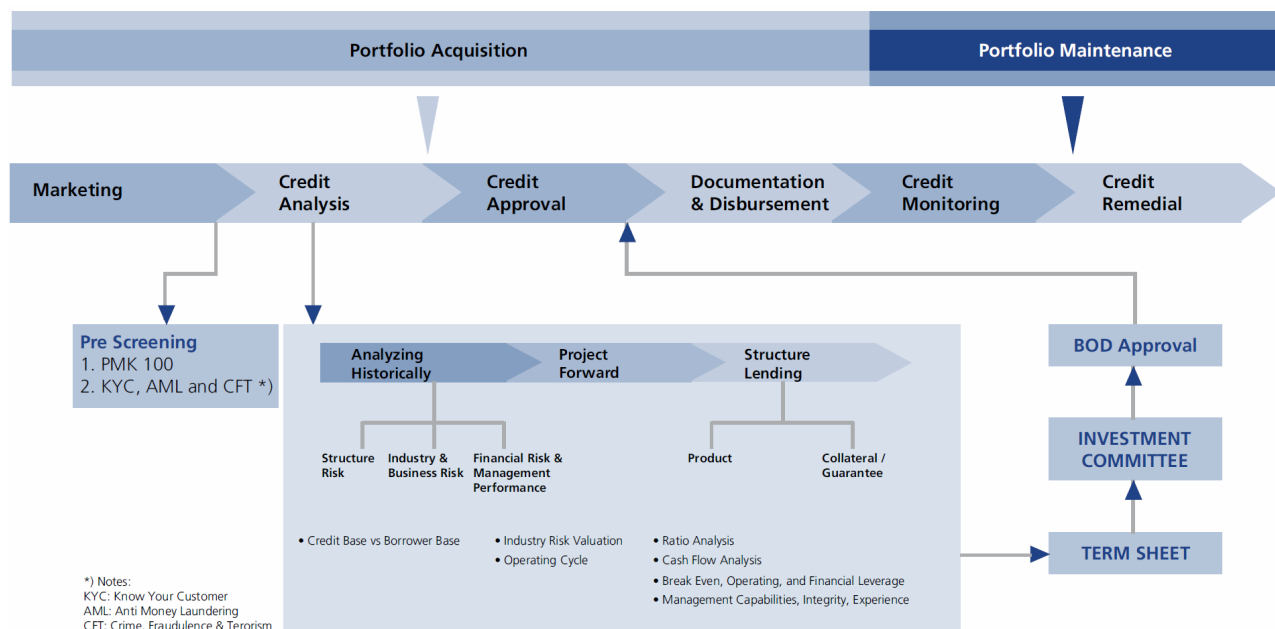 Portfolio Acquisition
Portfolio Maintenance
Marketing
Credit
Analysis
Credit
Approval
Documentation
& Disbursement
Credit
Monitoring
Credit
Remedial
Pre Screening
1. PMK 100
2. KYC, AML and CFT *)
Analyzing
Historically
Project
Forward
Structure
Lending
Structure
Risk
Industry &
Business Risk
Financial Risk &
Management
Performance
Product
Collateral /
Guarantee
• Credit Base vs Borrower Base
• Industry Risk Valuation
• Operating Cycle
• Ratio Analysis
• Cash Flow Analysis
• Break Even, Operating, and Financial Leverage
• Management Capabilities, Integrity, Experience
BOD Approval
INVESTMENT
COMMITTEE
TERM SHEET
*) Notes:
KYC: Know Your Customer
AML: Anti Money Laundering
CFT: Crime, Fraudulence & Terorism